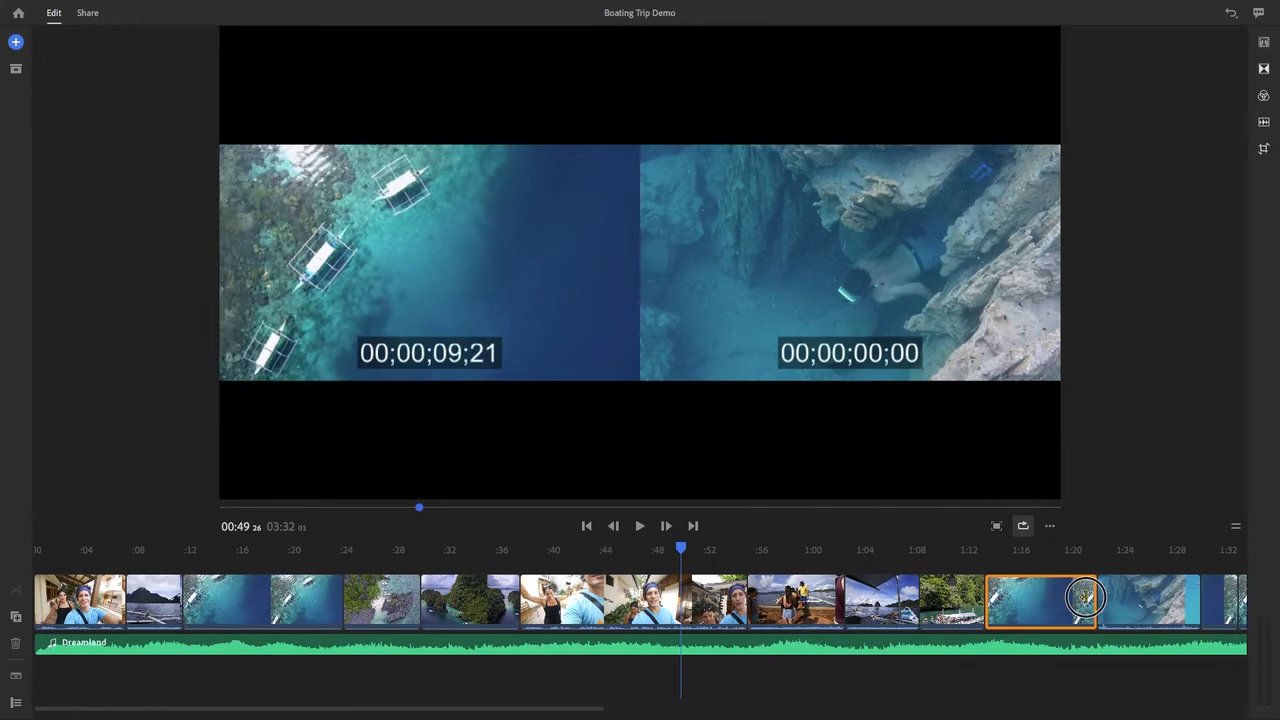 Edit Share Boating Trip Demo
00;00;09;21 00;00;00;00
00:49 26 03:32 01
:00 :04 :08 :12 :16 :20 :24 :28 :32 :36 :40 :44 :48 :52 :56 1:00 1:04 1:08 1:12 1:16 1:20 1:24 1:28 1:32
Dreamland